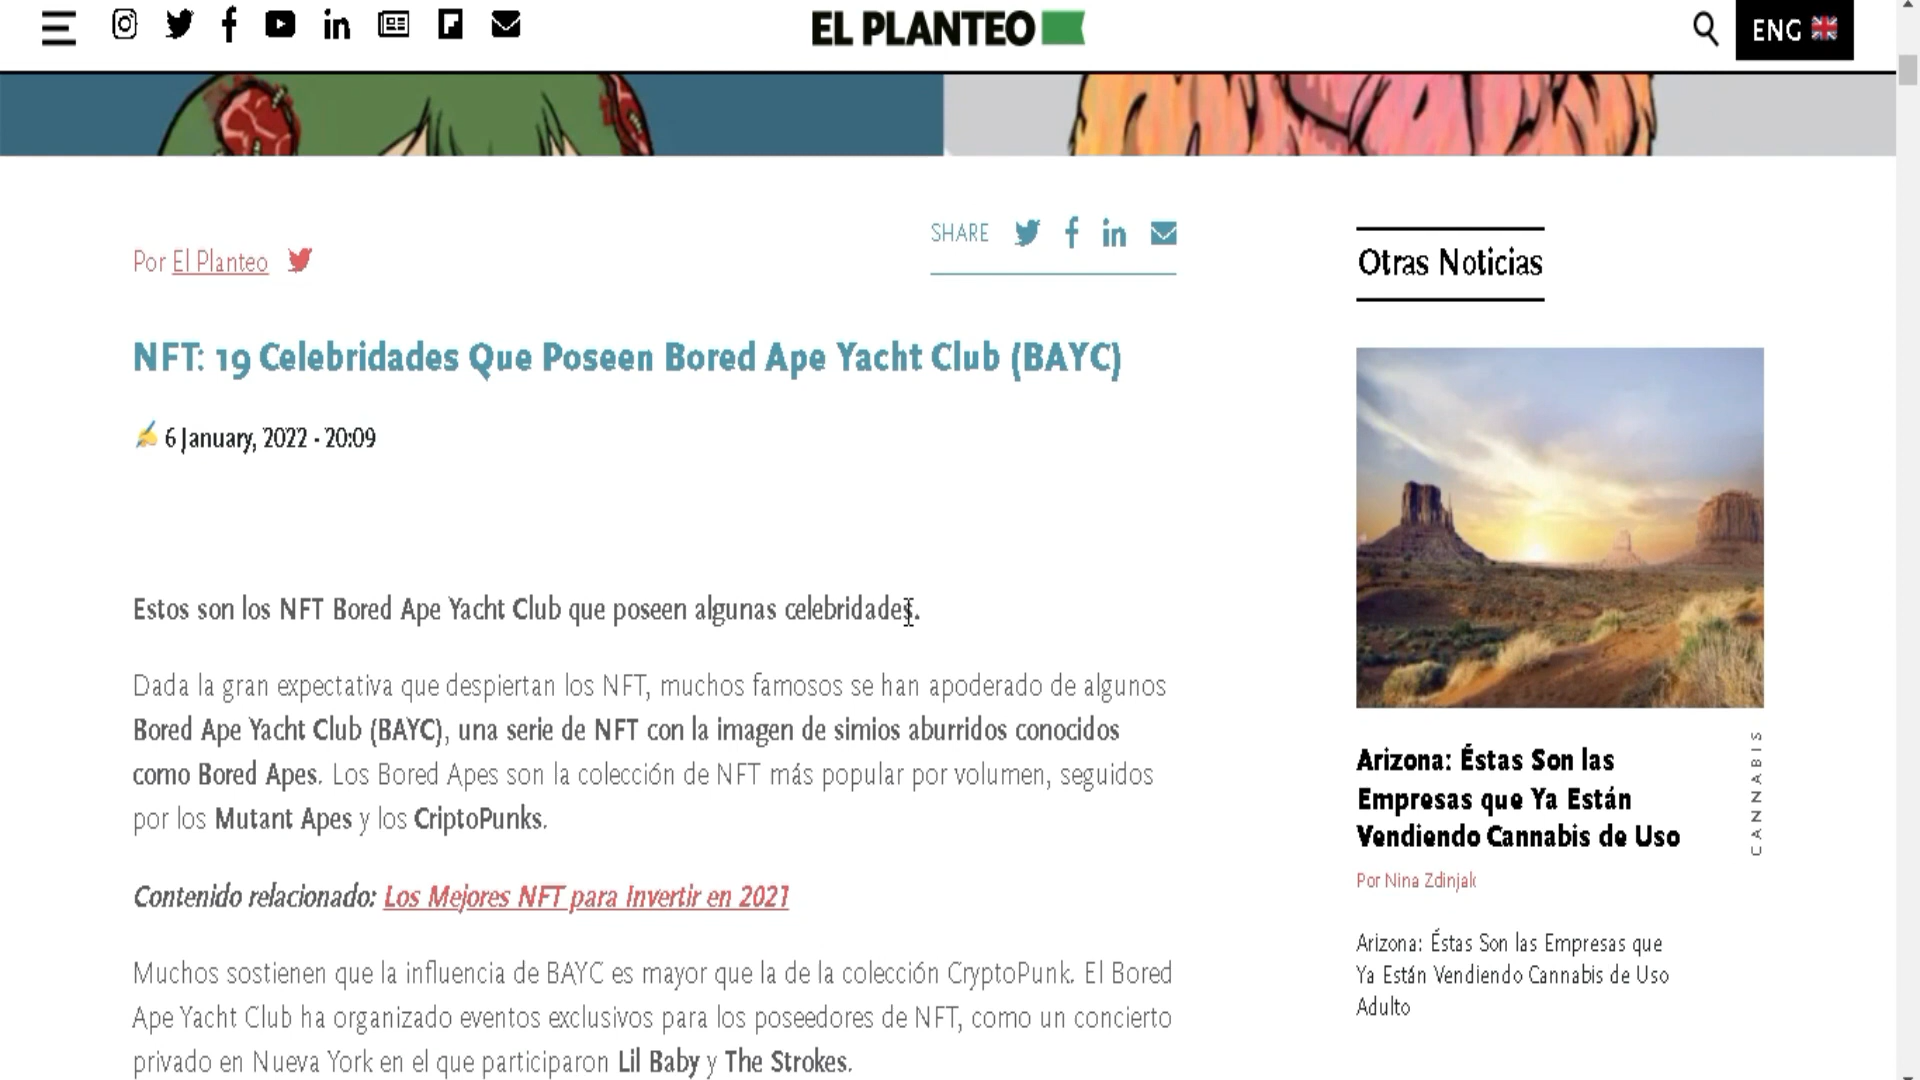 EL PLANTEO
ENG
Por El Planteo
SHARE
NFT: 19 Celebridades Que Poseen Bored Ape Yacht Club (BAYC)
6 January, 2022 - 20:09
Estos son los NFT Bored Ape Yacht Club que poseen algunas celebridades.
Dada la gran expectativa que despiertan los NFT, muchos famosos se han apoderado de algunos
Bored Ape Yacht Club (BAYC), una serie de NFT con la imagen de simios aburridos conocidos
como Bored Apes. Los Bored Apes son la colección de NFT más popular por volumen, seguidos
por los Mutant Apes y los CriptoPunks.
Contenido relacionado: Los Mejores NFT para Invertir en 2021
Muchos sostienen que la influencia de BAYC es mayor que la de la colección CryptoPunk. El Bored
Ape Yacht Club ha organizado eventos exclusivos para los poseedores de NFT, como un concierto
privado en Nueva York en el que participaron Lil Baby y The Strokes.
Otras Noticias
Arizona: Éstas Son las
Empresas que Ya Están
Vendiendo Cannabis de Uso
CANNABIS
Por Nina Zdinjak
Arizona: Éstas Son las Empresas que
Ya Están Vendiendo Cannabis de Uso
Adulto